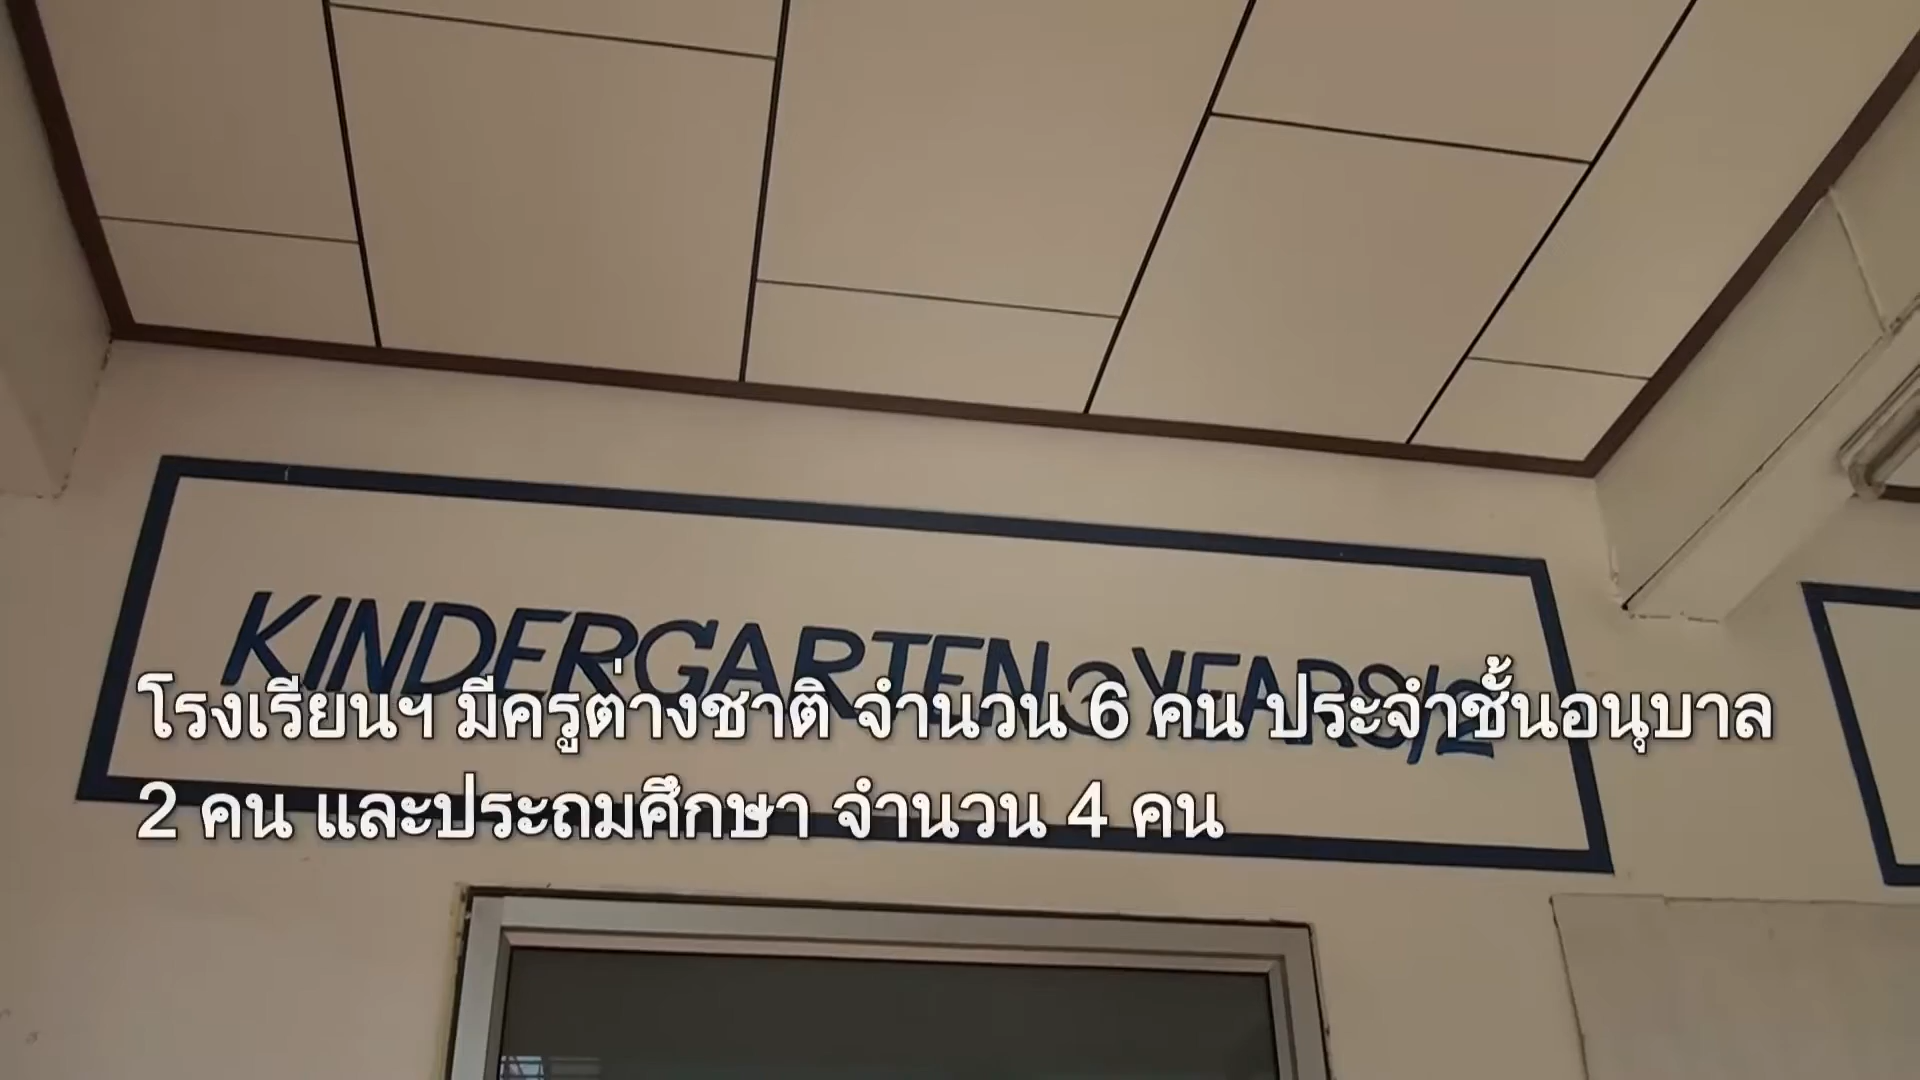 KINDERGARTEN 3 YEARS/2
โรงเรียนฯ มีครูต่างชาติ จำนวน 6 คน ประจำชั้นอนุบาล
2 คน และประถมศึกษา จำนวน 4 คน